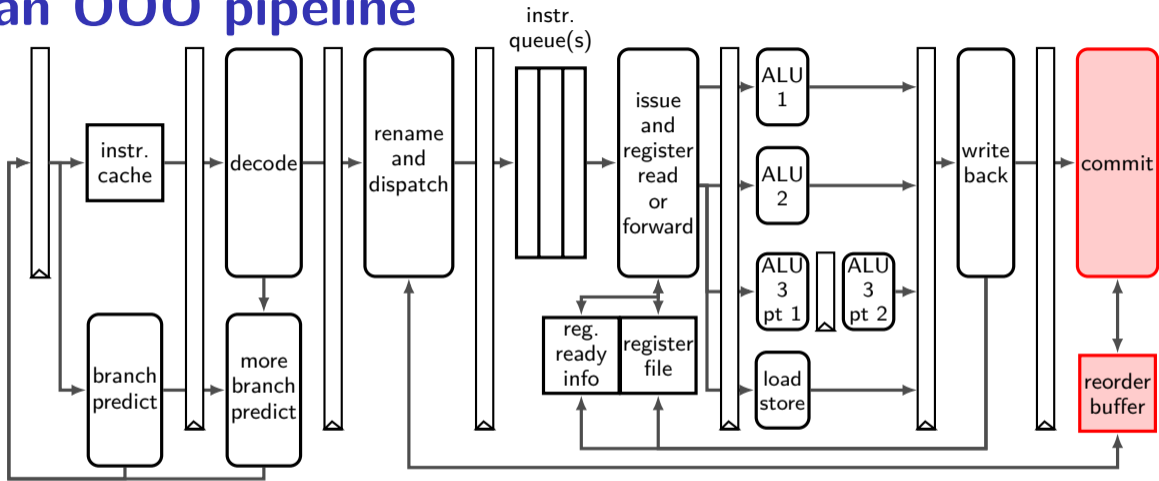 an OOO pipeline
instr.
queue(s)
instr.
cache
decode
rename
and
dispatch
issue
and
register
read
or
forward
ALU
1
ALU
2
ALU
3
pt 1
ALU
3
pt 2
load
store
write
back
commit
branch
predict
more
branch
predict
reg.
ready
info
register
file
reorder
buffer